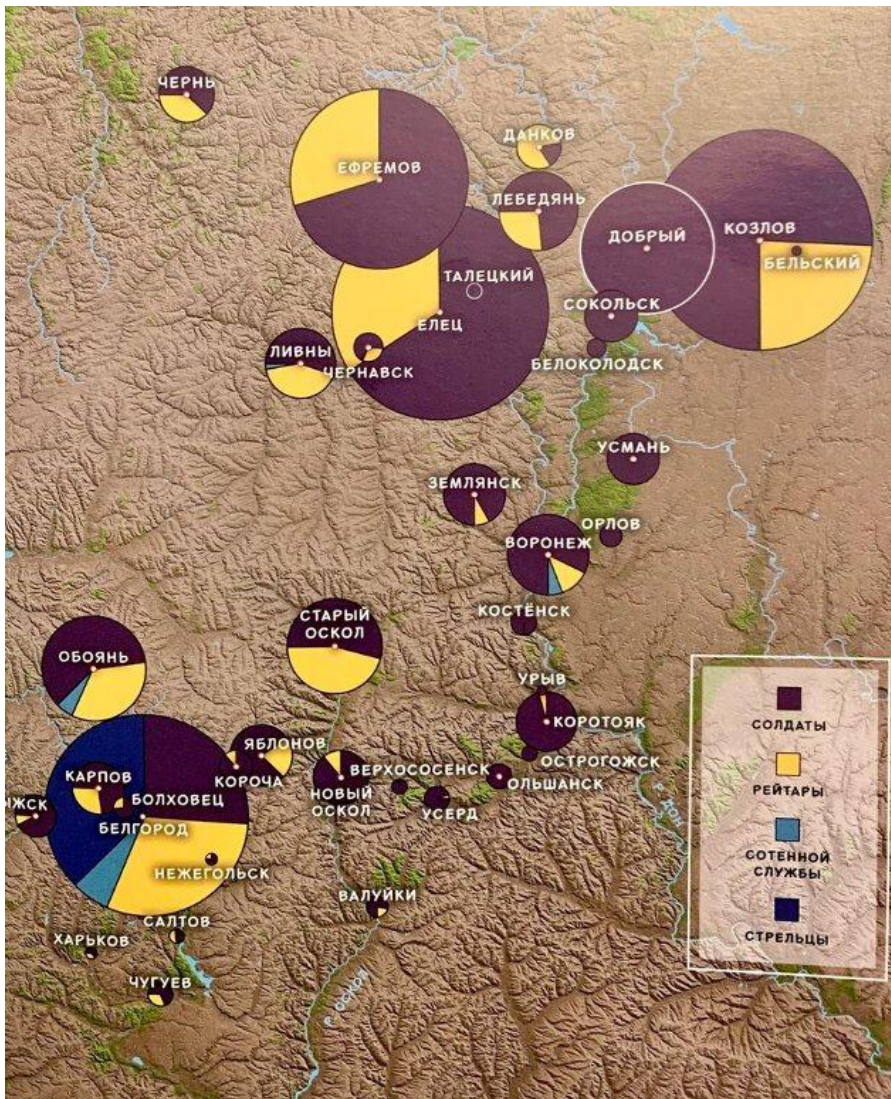 ЧЕРНЬ
ДАНКОВ
ЕФРЕМОВ
ЛЕБЕДЯНЬ
ДОБРЫЙ
КОЗЛОВ
БЕЛЬСКИЙ
ТАЛЕЦКИЙ
СОКОЛЬСК
ЕЛЕЦ
ЛИВНЫ
ЧЕРНАВСК
БЕЛОКОЛОДСК
УСМАНЬ
ЗЕМЛЯНСК
ОРЛОВ
ВОРОНЕЖ
КОСТЁНСК
СТАРЫЙ
ОСКОЛ
ОБОЯНЬ
УРЫВ
КОРОТОЯК
ЯБЛОНОВ
ОСТРОГОЖСК
КОРОЧА
ВЕРХОСОСЕНСК
КАРПОВ
НОВЫЙ
ОСКОЛ
ОЛЬШАНСК
БОЛХОВЕЦ
ЫЖСК
УСЕРД
БЕЛГОРОД
НЕЖЕГОЛЬСК
ВАЛУЙКИ
САЛТОВ
ХАРЬКОВ
ЧУГУЕВ
Р. ОСКОЛ
Р. ДОН
СОЛДАТЫ
РЕЙТАРЫ
СОТЕННОЙ
СЛУЖБЫ
СТРЕЛЬЦЫ